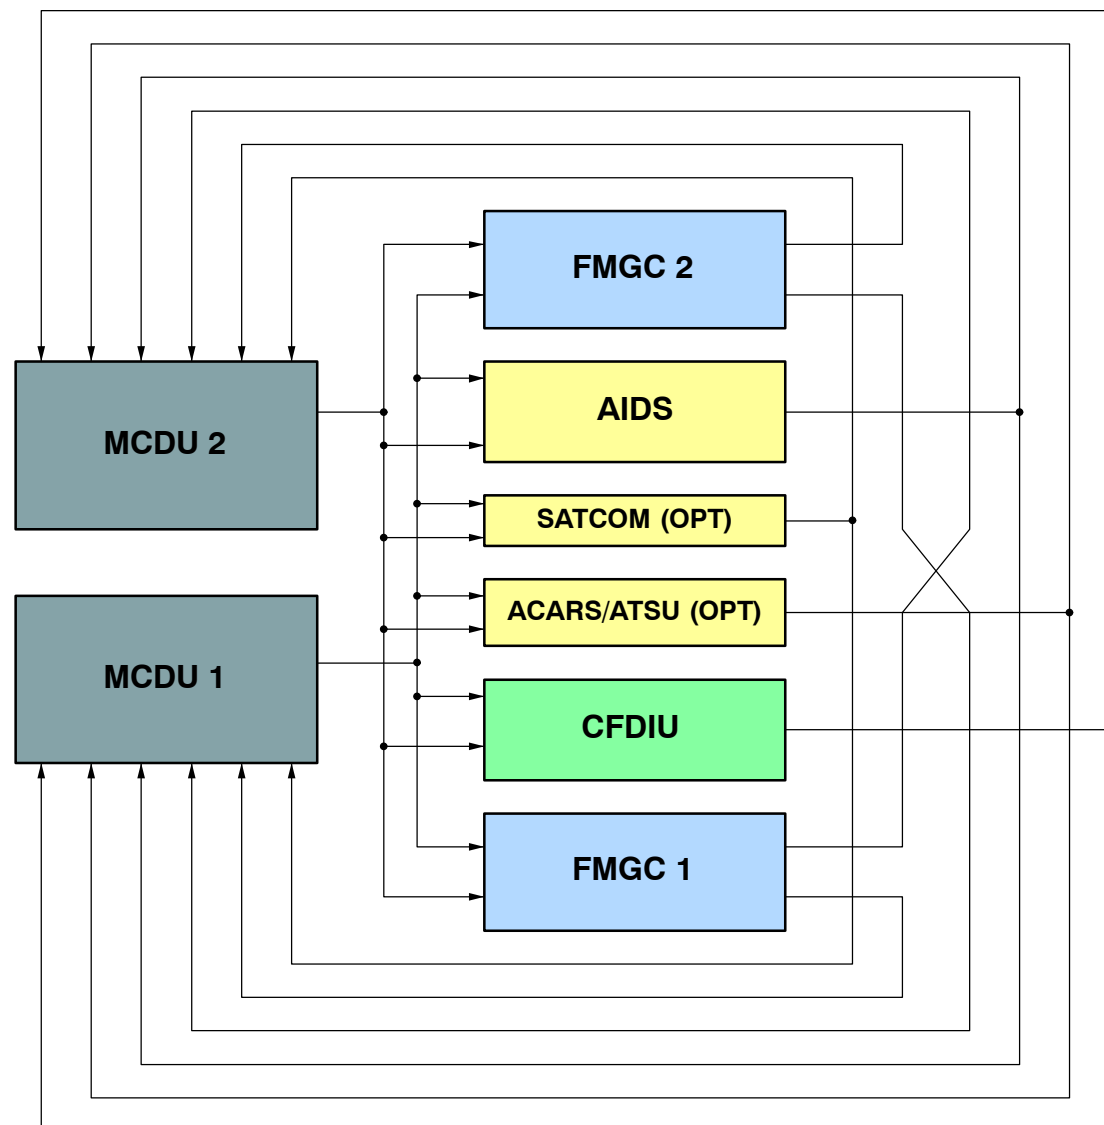 FMGC 2
AIDS
MCDU 2
SATCOM (OPT)
ACARS/ATSU (OPT)
MCDU 1
CFDIU
FMGC 1